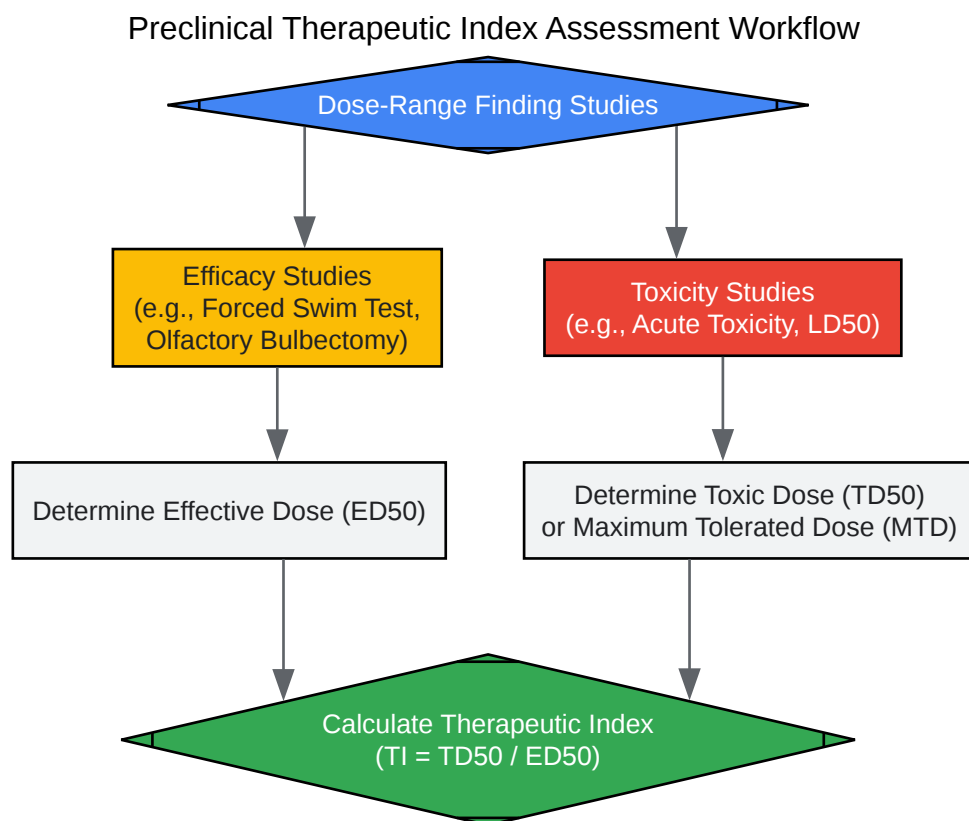 Preclinical Therapeutic Index Assessment Workflow
Dose-Range Finding Studies
Efficacy Studies
(e.g., Forced Swim Test,
Olfactory Bulbectomy)
Toxicity Studies
(e.g., Acute Toxicity, LD50)
Determine Effective Dose (ED50)
Determine Toxic Dose (TD50)
or Maximum Tolerated Dose (MTD)
Calculate Therapeutic Index
(TI = TD50 / ED50)